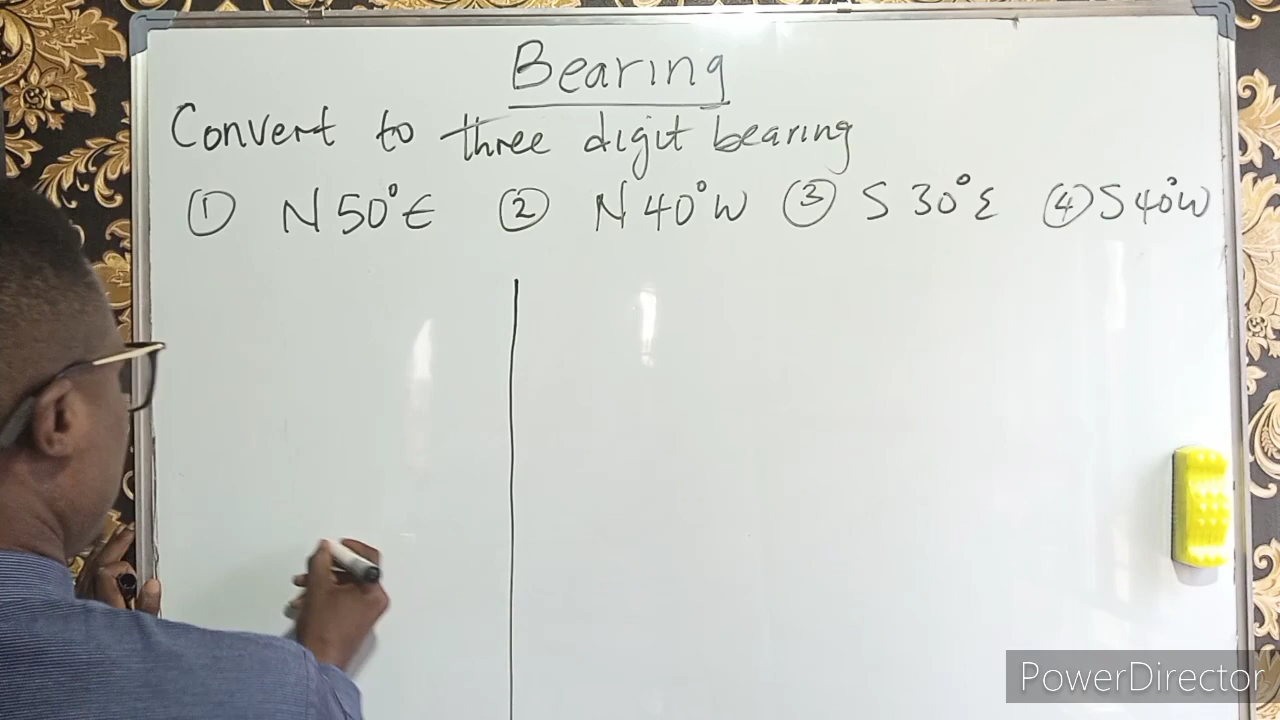 Bearing
Convert to three digit bearing
① N 50° E ② N 40° W ③ S 30° E ④ S 40° W
PowerDirector